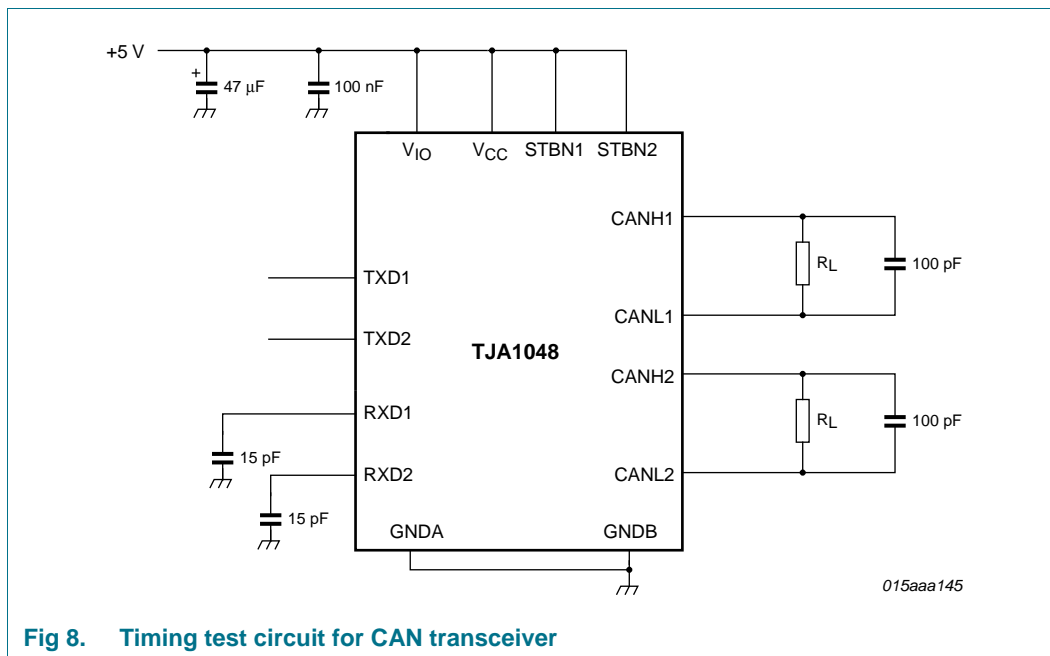 +5 V
+
47 μF
100 nF
VIO
VCC
STBN1
STBN2
CANH1
RL
100 pF
CANL1
TXD1
TXD2
TJA1048
CANH2
RL
100 pF
CANL2
RXD1
15 pF
RXD2
15 pF
GNDA
GNDB
015aaa145
Fig 8. Timing test circuit for CAN transceiver